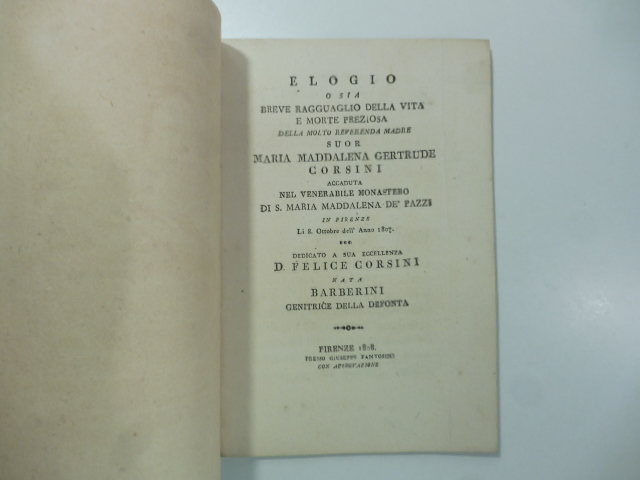 ELOGIO
O SIA
BREVE RAGGUAGLIO DELLA VITA
E MORTE PREZIOSA
DELLA MOLTO REVERENDA MADRE
SUOR
MARIA MADDALENA GERTRUDE
CORSINI
ACCADUTA
NEL VENERABILE MONASTERO
DI S. MARIA MADDALENA DE' PAZZI
IN FIRENZE
Li 8. Ottobre dell' Anno 1807.
DEDICATO A SUA ECCELLENZA
D. FELICE CORSINI
NATA
BARBERINI
GENITRICE DELLA DEFONTA
FIRENZE 1808.
PRESSO GIUSEPPE FANTOSINI
CON APPROVAZIONE